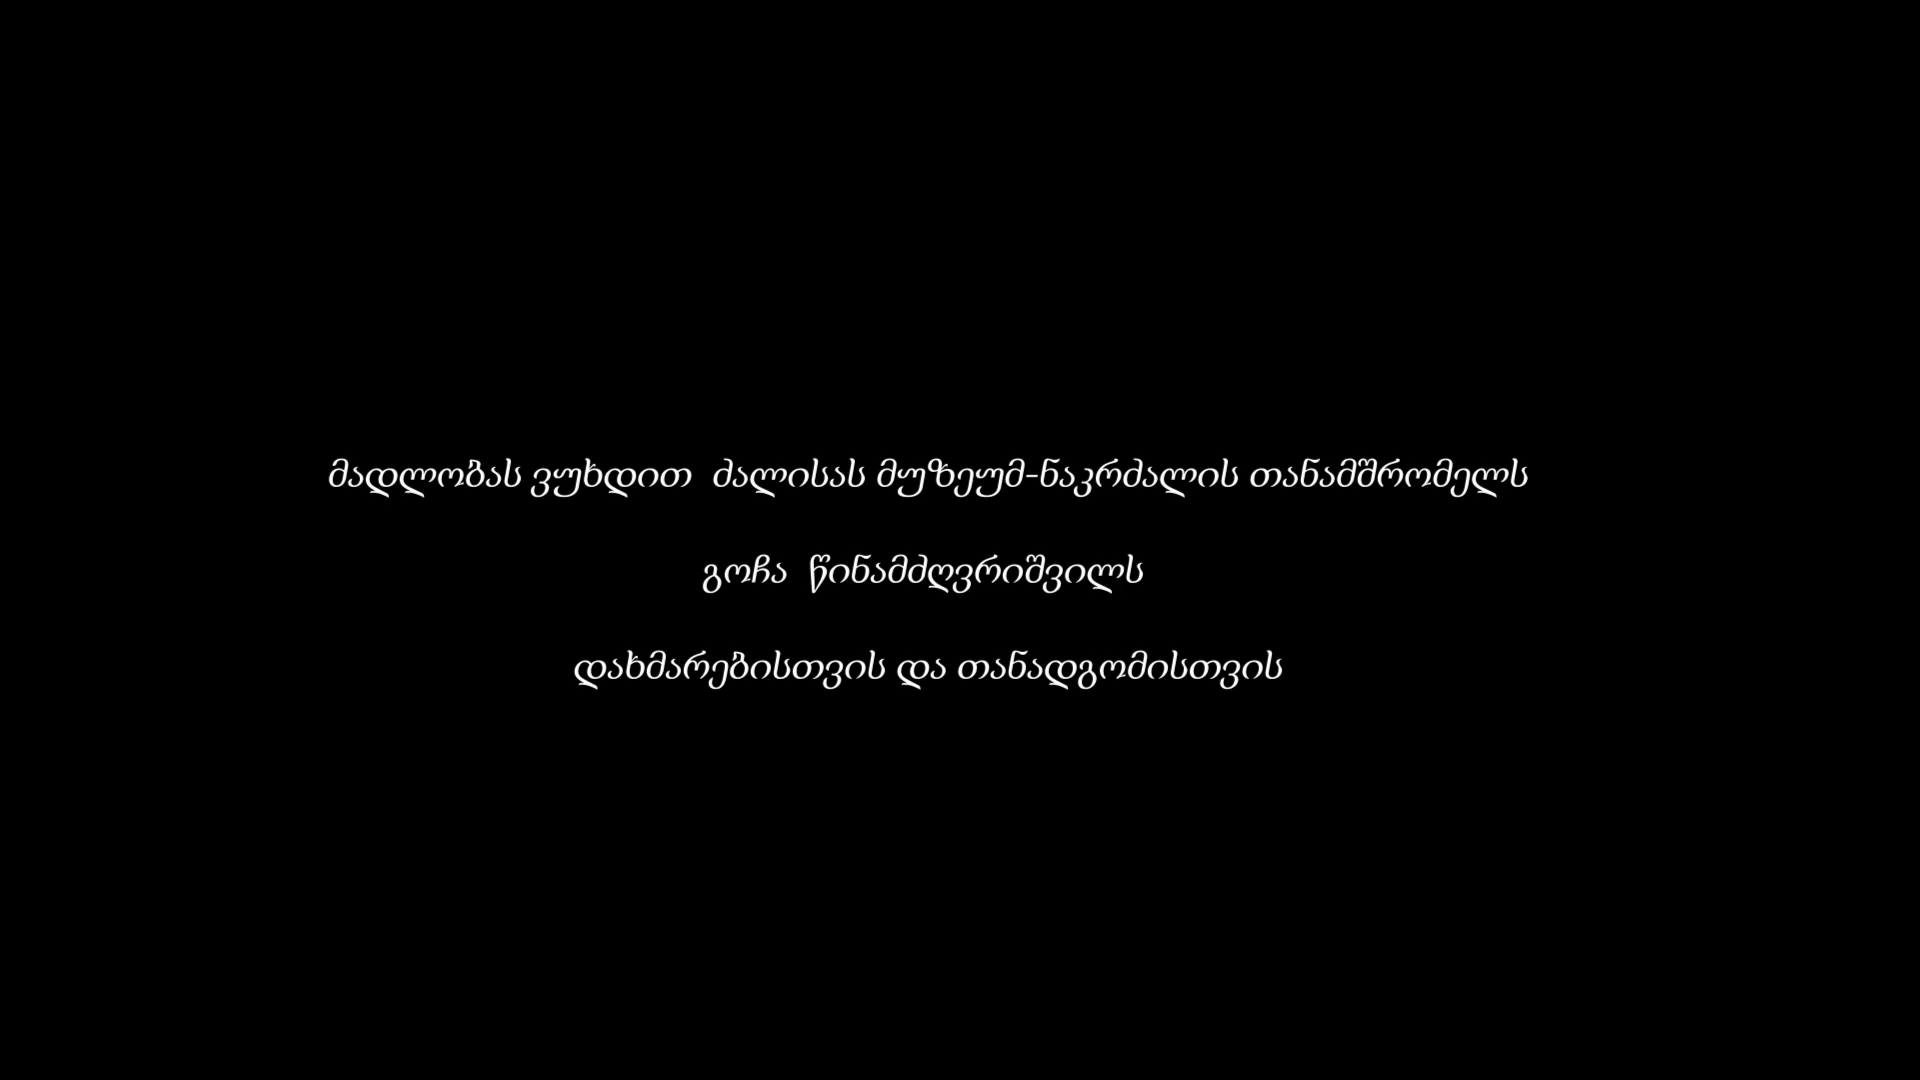 მადლობას ვუხდით ძალისას მუზეუმ-ნაკრძალის თანამშრომელს
გოჩა წინამძღვრიშვილს
დახმარებისთვის და თანადგომისთვის